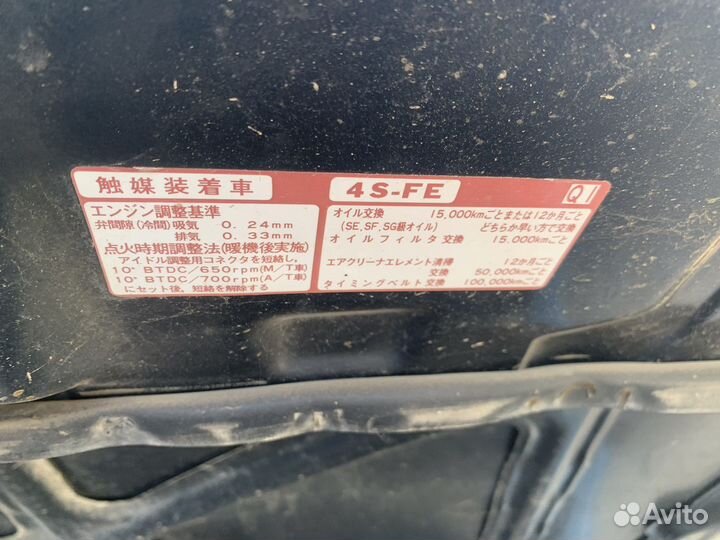 触媒装着車
エンジン調整基準
弁間隙(冷間)吸気 0.24mm
排気 0.33mm
点火時期調整法(暖機後実施)
アイドル調整用コネクタを短絡し、
10°BTDC/650rpm(M/T車)
10°BTDC/700rpm(A/T車)
にセット後、短絡を解除する
4S-FE Q1
オイル交換 15,000kmごとまたは12か月ごと
(SE,SF,SG級オイル) どちらか早い方で交換
オイルフィルタ交換 15,000kmごと
エアクリーナエレメント清掃 12か月ごと
交換 50,000kmごと
タイミングベルト交換 100,000kmごと
Avito